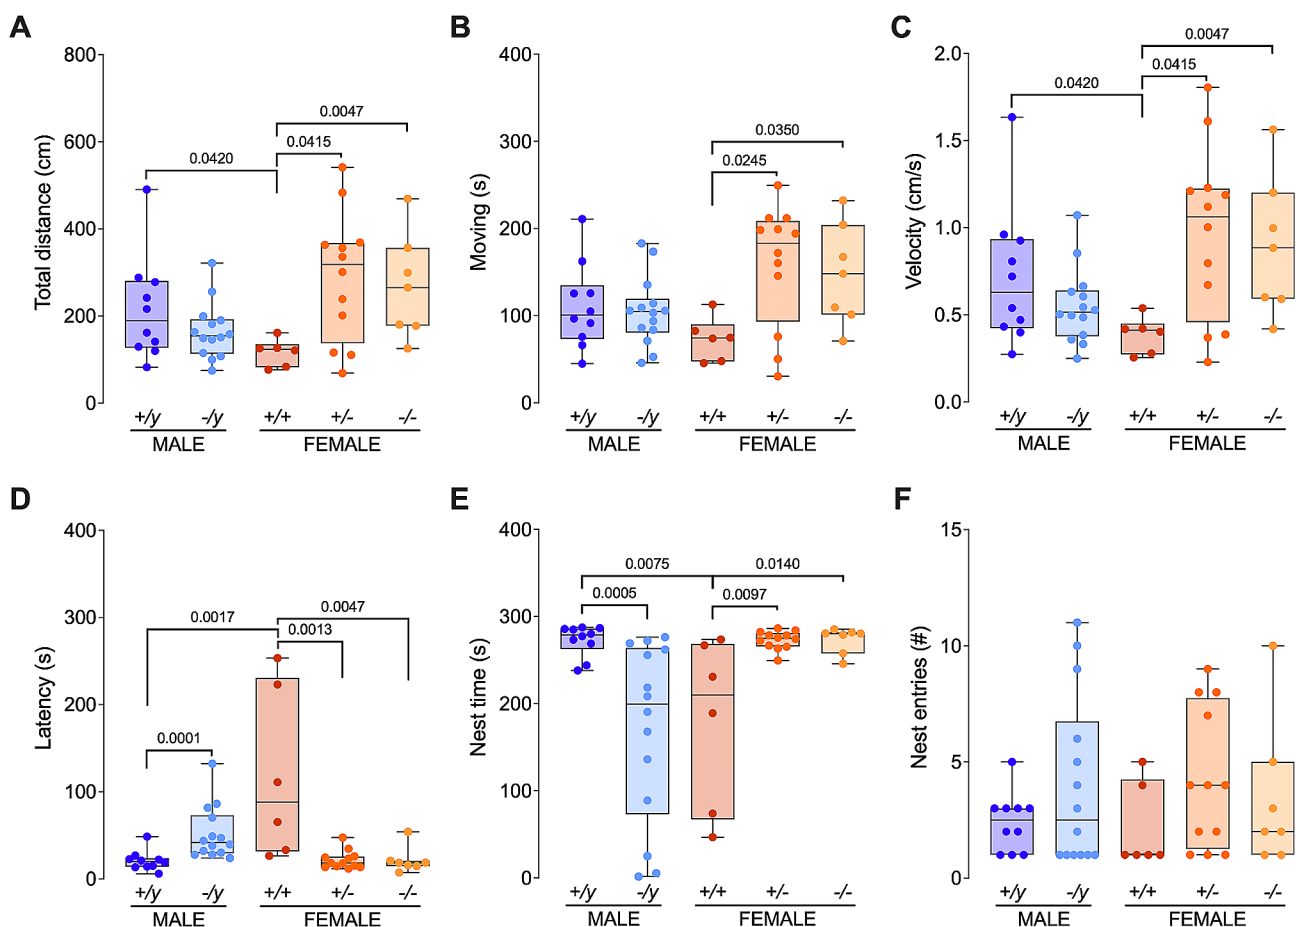 A
Total distance (cm)
800
600
400
200
0
0.0420
0.0415
0.0047
+/y -/y +/+ +/- -/-
MALE FEMALE
B
Moving (s)
400
300
200
100
0
0.0350
0.0245
+/y -/y +/+ +/- -/-
MALE FEMALE
C
Velocity (cm/s)
2.0
1.5
1.0
0.5
0.0
0.0047
0.0415
0.0420
+/y -/y +/+ +/- -/-
MALE FEMALE
D
Latency (s)
400
300
200
100
0
0.0017
0.0047
0.0013
0.0001
+/y -/y +/+ +/- -/-
MALE FEMALE
E
Nest time (s)
400
300
200
100
0
0.0075
0.0140
0.0005
0.0097
+/y -/y +/+ +/- -/-
MALE FEMALE
F
Nest entries (#)
15
10
5
0
+/y -/y +/+ +/- -/-
MALE FEMALE